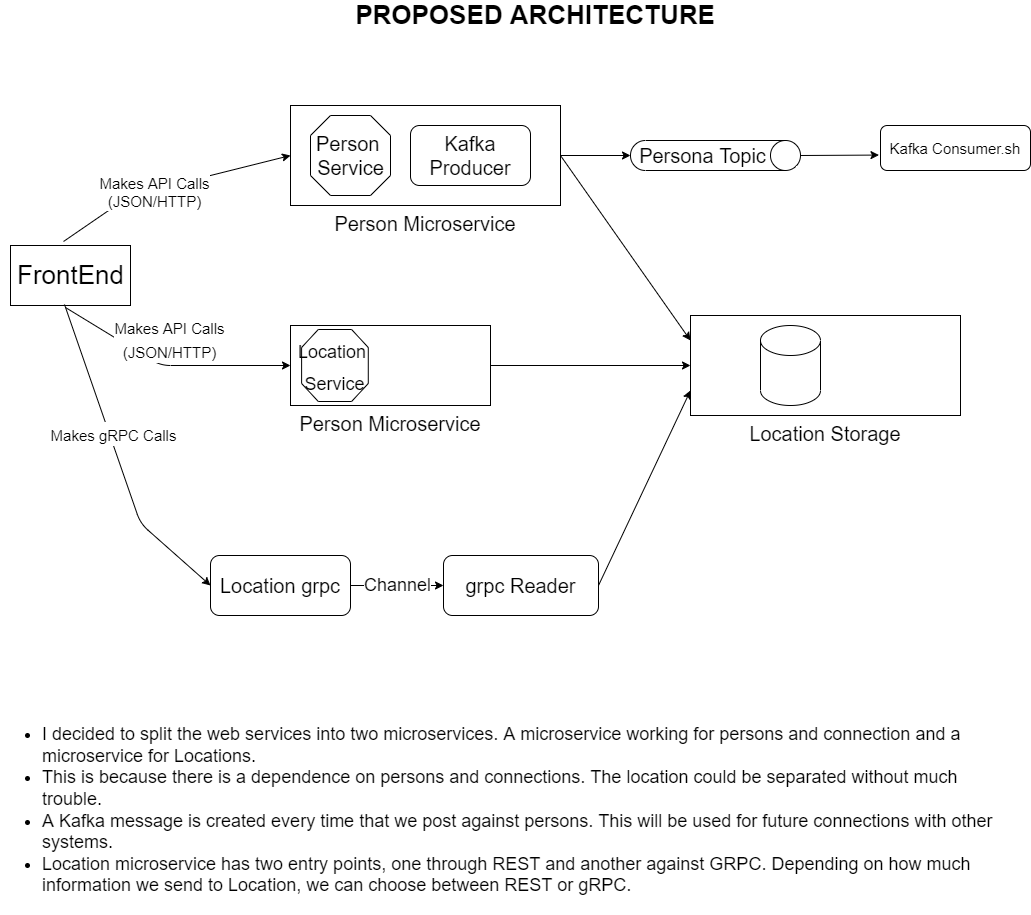 PROPOSED ARCHITECTURE
Person
Service
Kafka
Producer
Persona Topic
Kafka Consumer.sh
Makes API Calls
(JSON/HTTP)
Person Microservice
FrontEnd
Makes API Calls
(JSON/HTTP)
Location
Service
Person Microservice
Location Storage
Makes gRPC Calls
Location grpc
Channel
grpc Reader
• I decided to split the web services into two microservices. A microservice working for persons and connection and a
microservice for Locations.
• This is because there is a dependence on persons and connections. The location could be separated without much
trouble.
• A Kafka message is created every time that we post against persons. This will be used for future connections with other
systems.
• Location microservice has two entry points, one through REST and another against GRPC. Depending on how much
information we send to Location, we can choose between REST or gRPC.